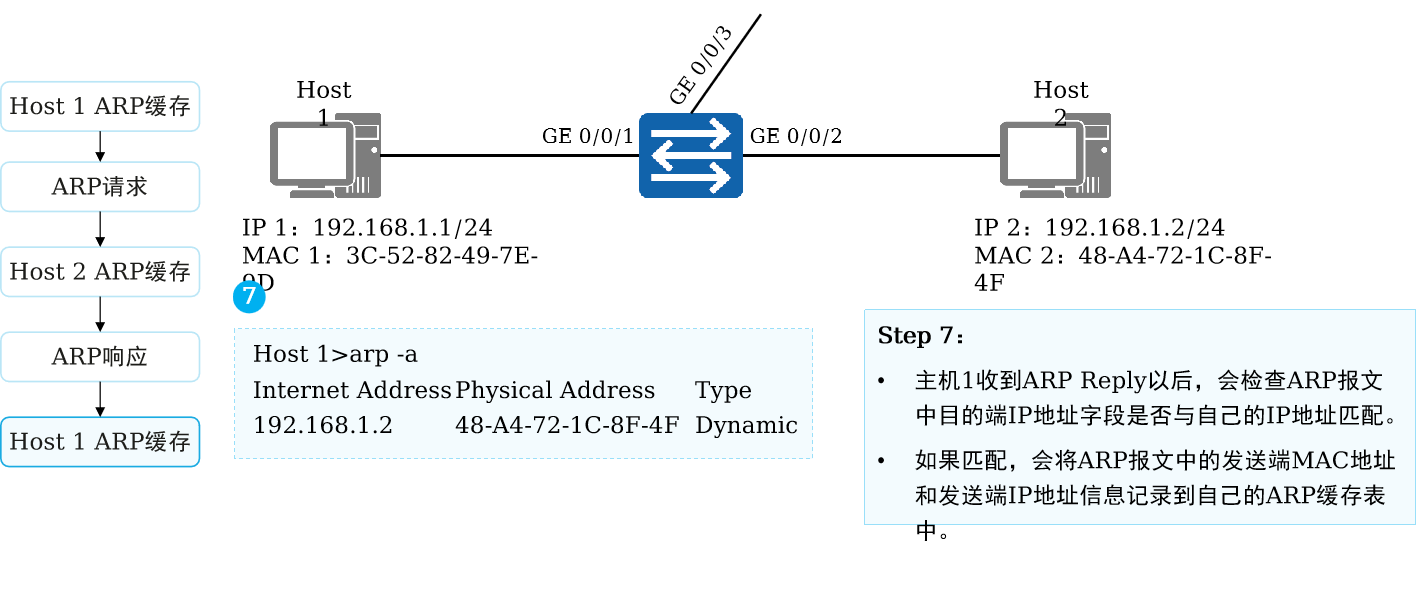 GE 0/0/3
Host
1
Host
2
Host 1 ARP缓存
GE 0/0/1
GE 0/0/2
ARP请求
IP 1：192.168.1.1/24
MAC 1：3C-52-82-49-7E-
0D
IP 2：192.168.1.2/24
MAC 2：48-A4-72-1C-8F-
4F
Host 2 ARP缓存
7
ARP响应
Host 1 ARP缓存
Host 1>arp -a
Internet Address Physical Address Type
192.168.1.2 48-A4-72-1C-8F-4F Dynamic
Step 7：
• 主机1收到ARP Reply以后，会检查ARP报文
中目的端IP地址字段是否与自己的IP地址匹配。
• 如果匹配，会将ARP报文中的发送端MAC地址
和发送端IP地址信息记录到自己的ARP缓存表
中。